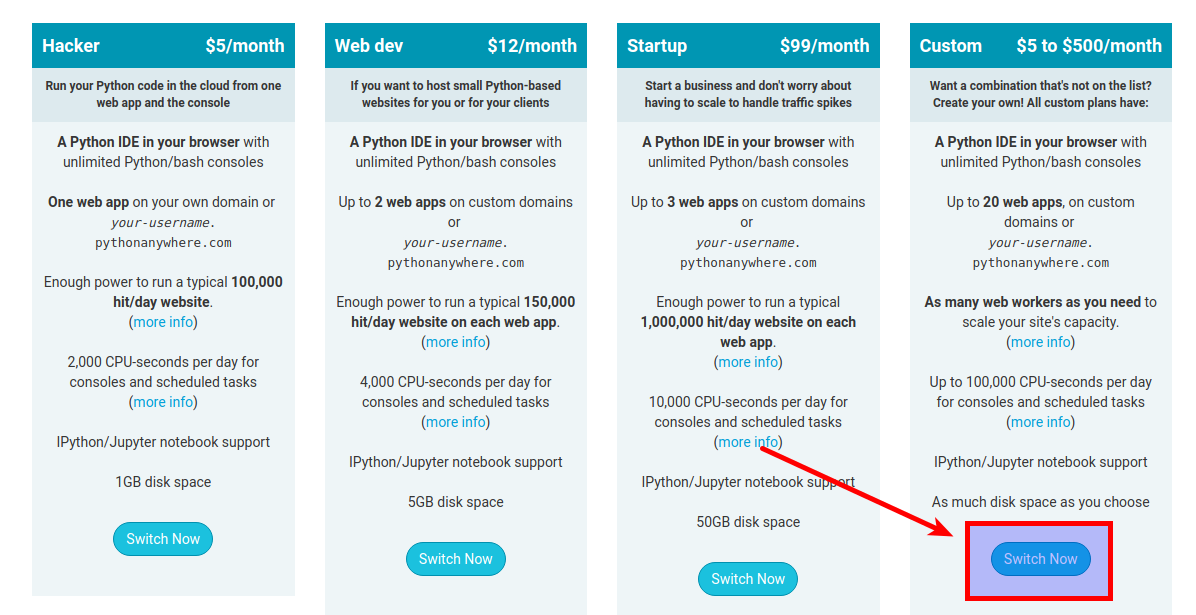 Hacker $5/month
Run your Python code in the cloud from one
web app and the console
A Python IDE in your browser with
unlimited Python/bash consoles
One web app on your own domain or
your-username.
pythonanywhere.com
Enough power to run a typical 100,000
hit/day website.
(more info)
2,000 CPU-seconds per day for
consoles and scheduled tasks
(more info)
IPython/Jupyter notebook support
1GB disk space
Switch Now
Web dev $12/month
If you want to host small Python-based
websites for you or for your clients
A Python IDE in your browser with
unlimited Python/bash consoles
Up to 2 web apps on custom domains
or
your-username.
pythonanywhere.com
Enough power to run a typical 150,000
hit/day website on each web app.
(more info)
4,000 CPU-seconds per day for
consoles and scheduled tasks
(more info)
IPython/Jupyter notebook support
5GB disk space
Switch Now
Startup $99/month
Start a business and don't worry about
having to scale to handle traffic spikes
A Python IDE in your browser with
unlimited Python/bash consoles
Up to 3 web apps on custom domains
or
your-username.
pythonanywhere.com
Enough power to run a typical
1,000,000 hit/day website on each
web app.
(more info)
10,000 CPU-seconds per day for
consoles and scheduled tasks
(more info)
IPython/Jupyter notebook support
50GB disk space
Switch Now
Custom $5 to $500/month
Want a combination that's not on the list?
Create your own! All custom plans have:
A Python IDE in your browser with
unlimited Python/bash consoles
Up to 20 web apps, on custom
domains or
your-username.
pythonanywhere.com
As many web workers as you need to
scale your site's capacity.
(more info)
Up to 100,000 CPU-seconds per day
for consoles and scheduled tasks
(more info)
IPython/Jupyter notebook support
As much disk space as you choose
Switch Now